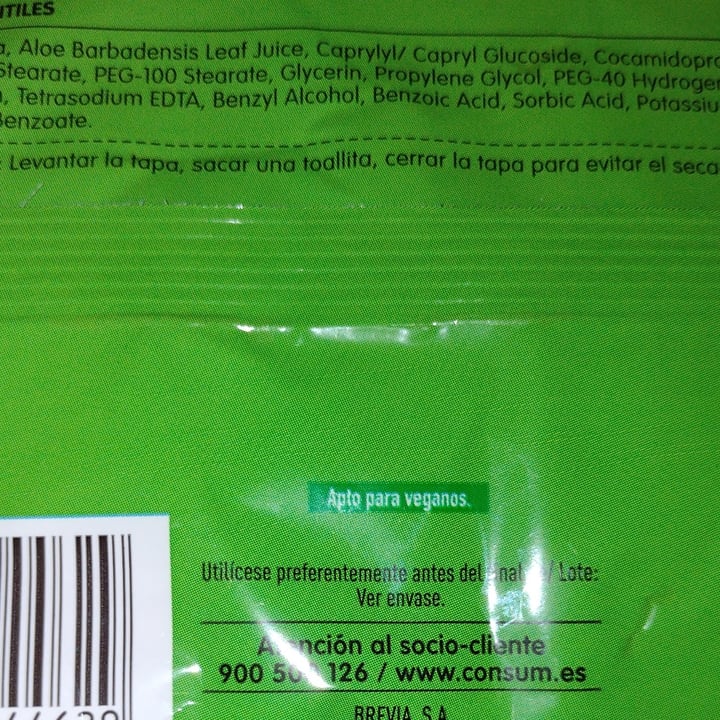 TILES
, Aloe Barbadensis Leaf Juice, Caprylyl/ Capryl Glucoside, Cocamidopro
Stearate, PEG-100 Stearate, Glycerin, Propylene Glycol, PEG-40 Hydroge
, Tetrasodium EDTA, Benzyl Alcohol, Benzoic Acid, Sorbic Acid, Potassiu
Benzoate.
: Levantar la tapa, sacar una toallita, cerrar la tapa para evitar el seca
Apto para veganos.
Utilícese preferentemente antes del / Lote:
Ver envase.
Atención al socio-cliente
900 50 126 / www.consum.es
BREVIA, S.A.